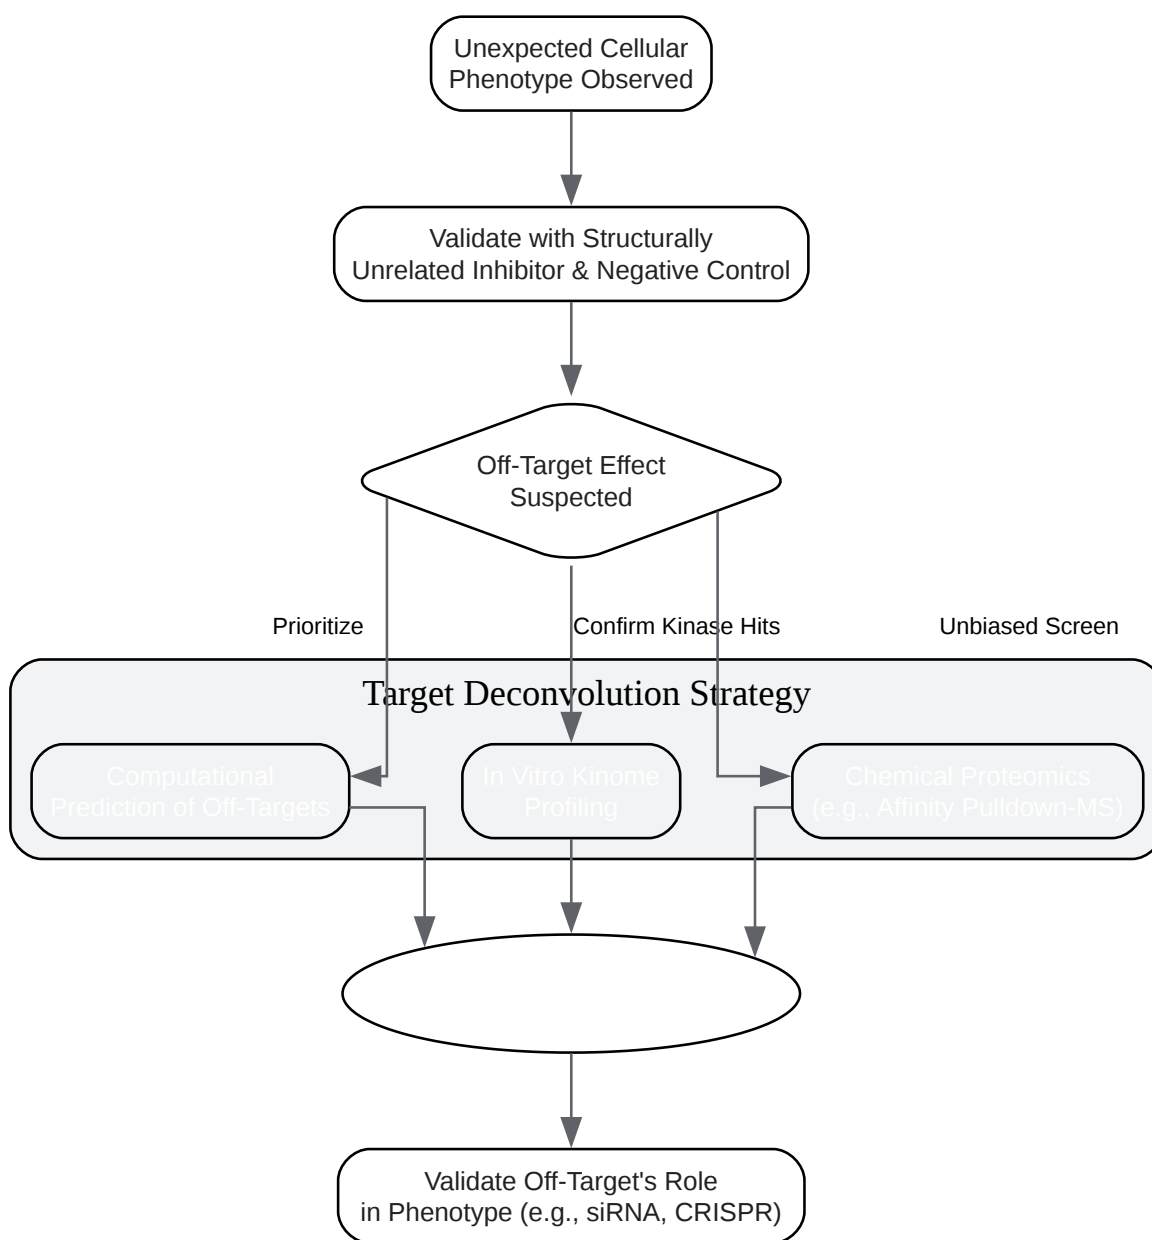 Unexpected Cellular
Phenotype Observed
Validate with Structurally
Unrelated Inhibitor & Negative Control
Off-Target Effect
Suspected
Prioritize
Confirm Kinase Hits
Unbiased Screen
Target Deconvolution Strategy
Computational
Prediction of Off-Targets
In Vitro Kinome
Profiling
Chemical Proteomics
(e.g., Affinity Pulldown-MS)
Validate Off-Target's Role
in Phenotype (e.g., siRNA, CRISPR)